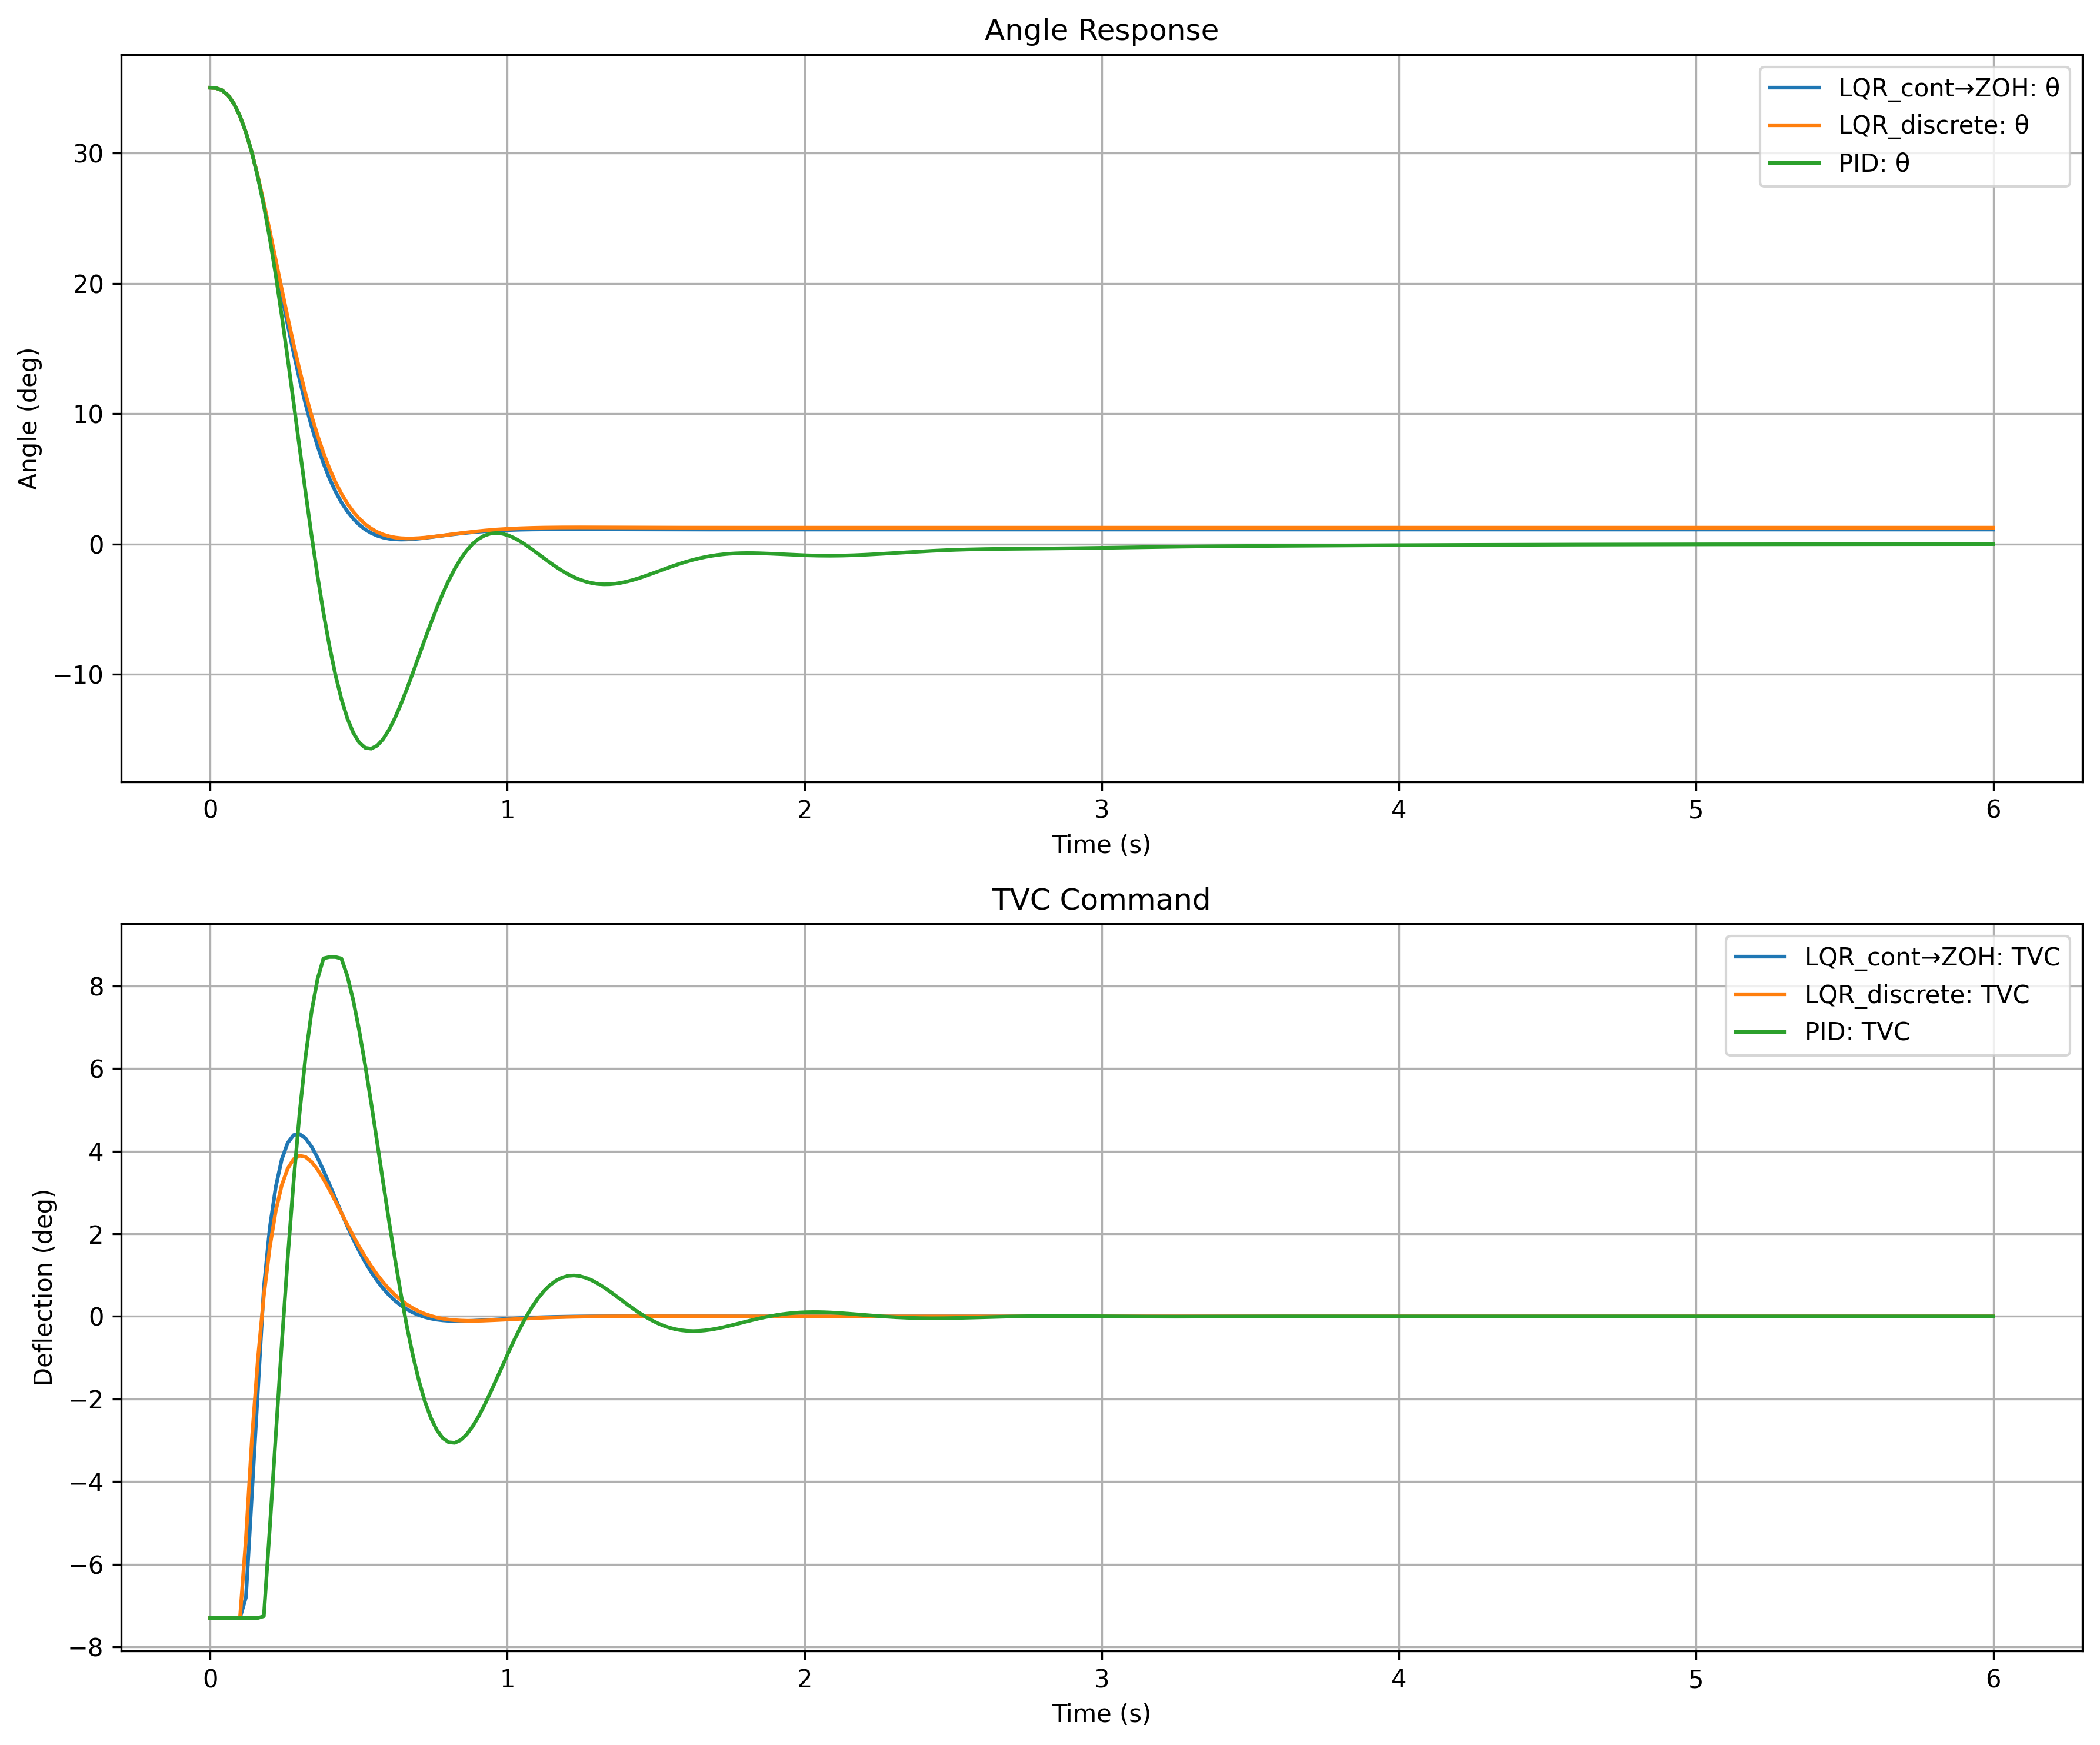 Angle Response
LQR_cont→ZOH: θ
LQR_discrete: θ
PID: θ
Angle (deg)
30
20
10
0
−10
0 1 2 3 4 5 6
Time (s)
TVC Command
LQR_cont→ZOH: TVC
LQR_discrete: TVC
PID: TVC
Deflection (deg)
8
6
4
2
0
−2
−4
−6
−8
0 1 2 3 4 5 6
Time (s)